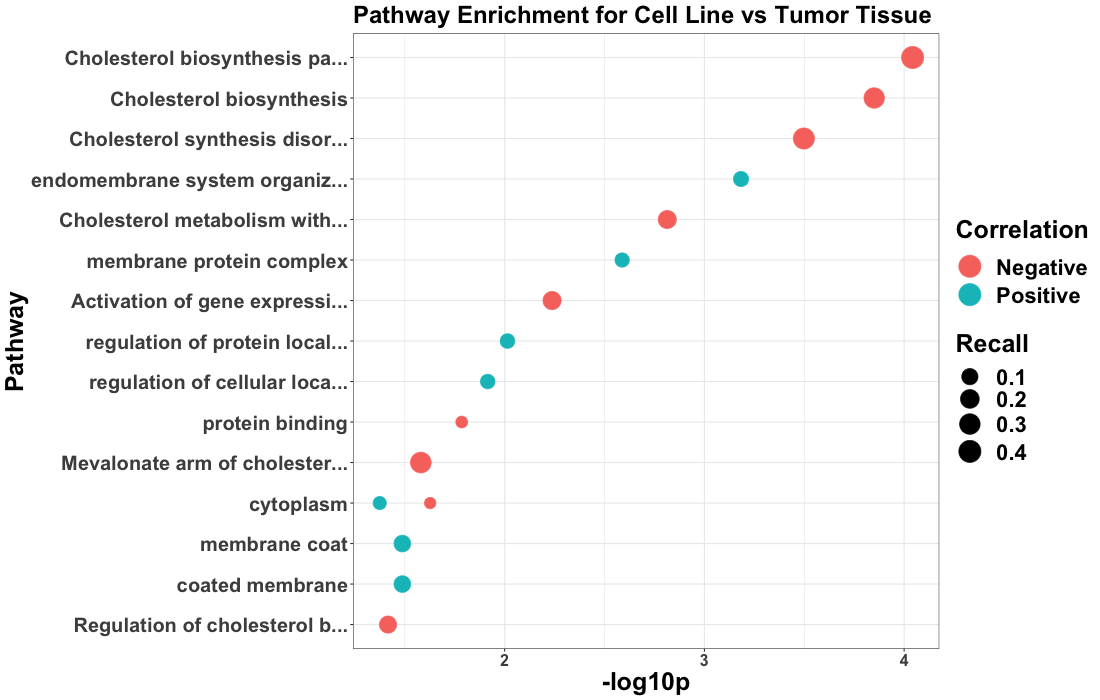 Pathway Enrichment for Cell Line vs Tumor Tissue
Pathway
Cholesterol biosynthesis pa...
Cholesterol biosynthesis
Cholesterol synthesis disor...
endomembrane system organiz...
Cholesterol metabolism with...
membrane protein complex
Activation of gene expressi...
regulation of protein local...
regulation of cellular loca...
protein binding
Mevalonate arm of cholester...
cytoplasm
membrane coat
coated membrane
Regulation of cholesterol b...
2 3 4
-log10p
Correlation
Negative
Positive
Recall
0.1
0.2
0.3
0.4